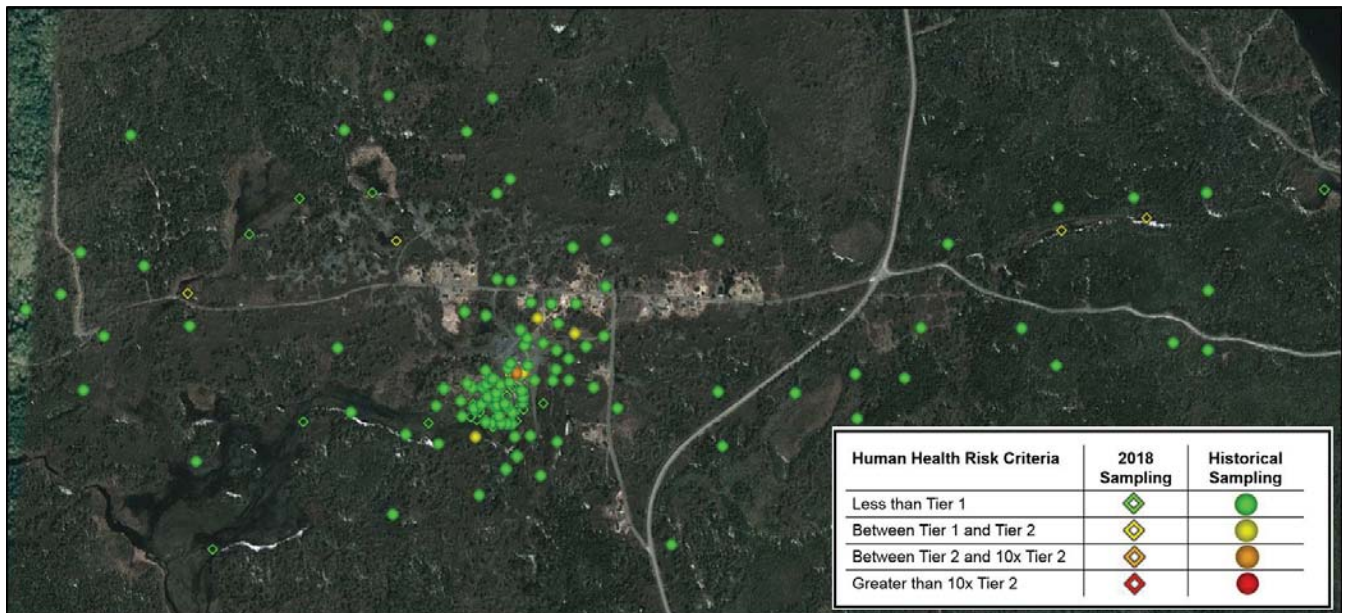 Human Health Risk Criteria 2018 Sampling Historical Sampling
Less than Tier 1
Between Tier 1 and Tier 2
Between Tier 2 and 10x Tier 2
Greater than 10x Tier 2